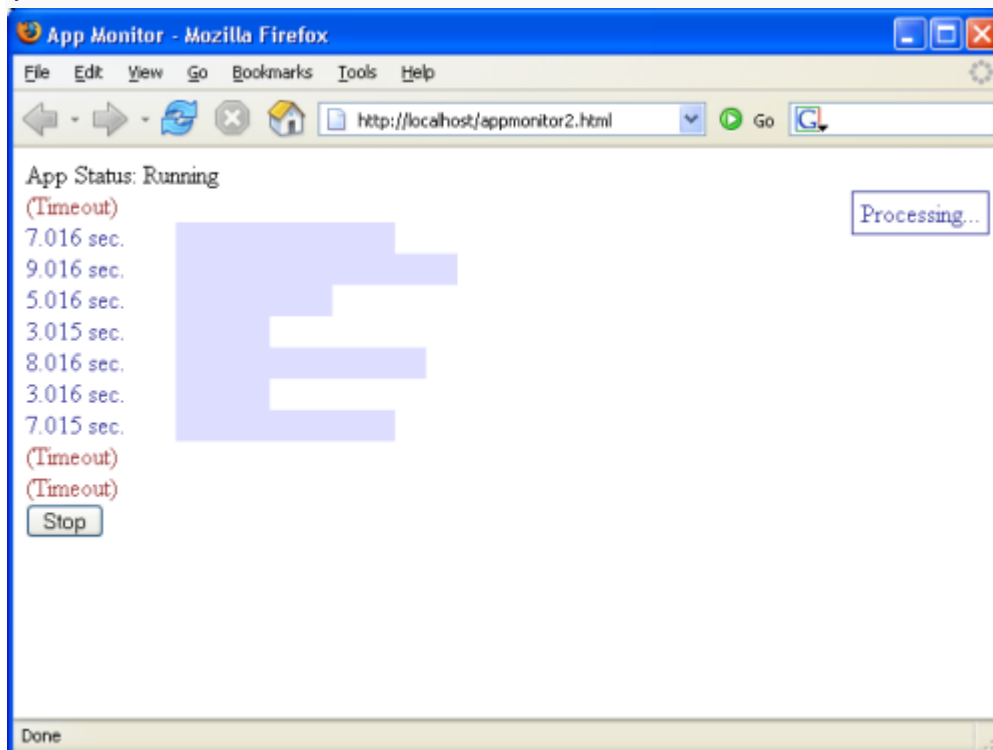 App Monitor - Mozilla Firefox
File Edit View Go Bookmarks Tools Help
http://localhost/appmonitor2.html Go G
App Status: Running
(Timeout)
Processing...
7.016 sec.
9.016 sec.
5.016 sec.
3.015 sec.
8.016 sec.
3.016 sec.
7.015 sec.
(Timeout)
(Timeout)
Stop
Done